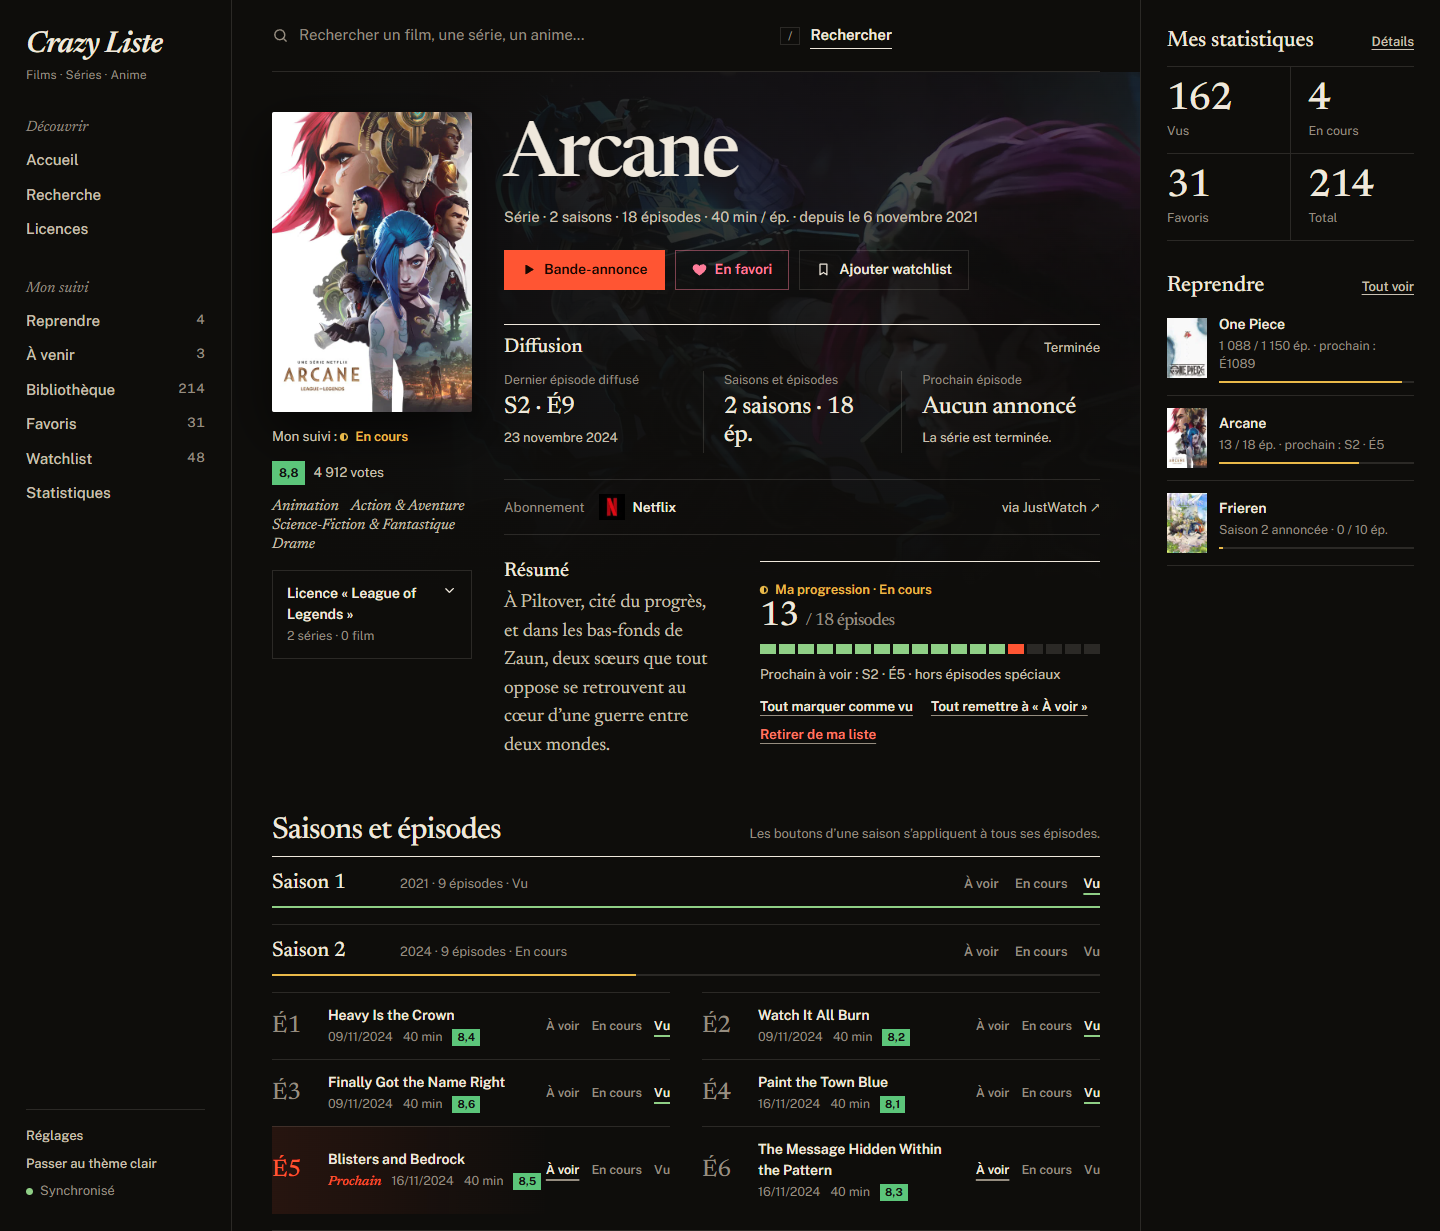 Crazy Liste
Films · Séries · Anime
Découvrir
Accueil
Recherche
Licences
Mon suivi
Reprendre 4
À venir 3
Bibliothèque 214
Favoris 31
Watchlist 48
Statistiques
Réglages
Passer au thème clair
Synchronisé
Rechercher un film, une série, un anime...
/ Rechercher
UNE SÉRIE NETFLIX
ARCANE
LEAGUE OF LEGENDS
Mon suivi : En cours
8,8 4 912 votes
Animation Action & Aventure
Science-Fiction & Fantastique
Drame
Licence « League of
Legends »
2 séries · 0 film
Arcane
Série · 2 saisons · 18 épisodes · 40 min / ép. · depuis le 6 novembre 2021
Bande-annonce
En favori
Ajouter watchlist
Diffusion
Terminée
Dernier épisode diffusé
S2 · É9
23 novembre 2024
Saisons et épisodes
2 saisons · 18
ép.
Prochain épisode
Aucun annoncé
La série est terminée.
Abonnement Netflix
via JustWatch ↗
Résumé
À Piltover, cité du progrès,
et dans les bas-fonds de
Zaun, deux sœurs que tout
oppose se retrouvent au
cœur d’une guerre entre
deux mondes.
Ma progression · En cours
13 / 18 épisodes
Prochain à voir : S2 · É5 · hors épisodes spéciaux
Tout marquer comme vu Tout remettre à « À voir »
Retirer de ma liste
Saisons et épisodes
Les boutons d’une saison s’appliquent à tous ses épisodes.
Saison 1 2021 · 9 épisodes · Vu À voir En cours Vu
Saison 2 2024 · 9 épisodes · En cours À voir En cours Vu
É1 Heavy Is the Crown
09/11/2024 40 min 8,4
À voir En cours Vu
É2 Watch It All Burn
09/11/2024 40 min 8,2
À voir En cours Vu
É3 Finally Got the Name Right
09/11/2024 40 min 8,6
À voir En cours Vu
É4 Paint the Town Blue
16/11/2024 40 min 8,1
À voir En cours Vu
É5 Blisters and Bedrock
Prochain 16/11/2024 40 min 8,5
À voir En cours Vu
É6 The Message Hidden Within
the Pattern
16/11/2024 40 min 8,3
À voir En cours Vu
Mes statistiques
Détails
162
Vus
4
En cours
31
Favoris
214
Total
Reprendre
Tout voir
ONE PIECE
One Piece
1 088 / 1 150 ép. · prochain :
É1089
Arcane
13 / 18 ép. · prochain : S2 · É5
Frieren
Saison 2 annoncée · 0 / 10 ép.